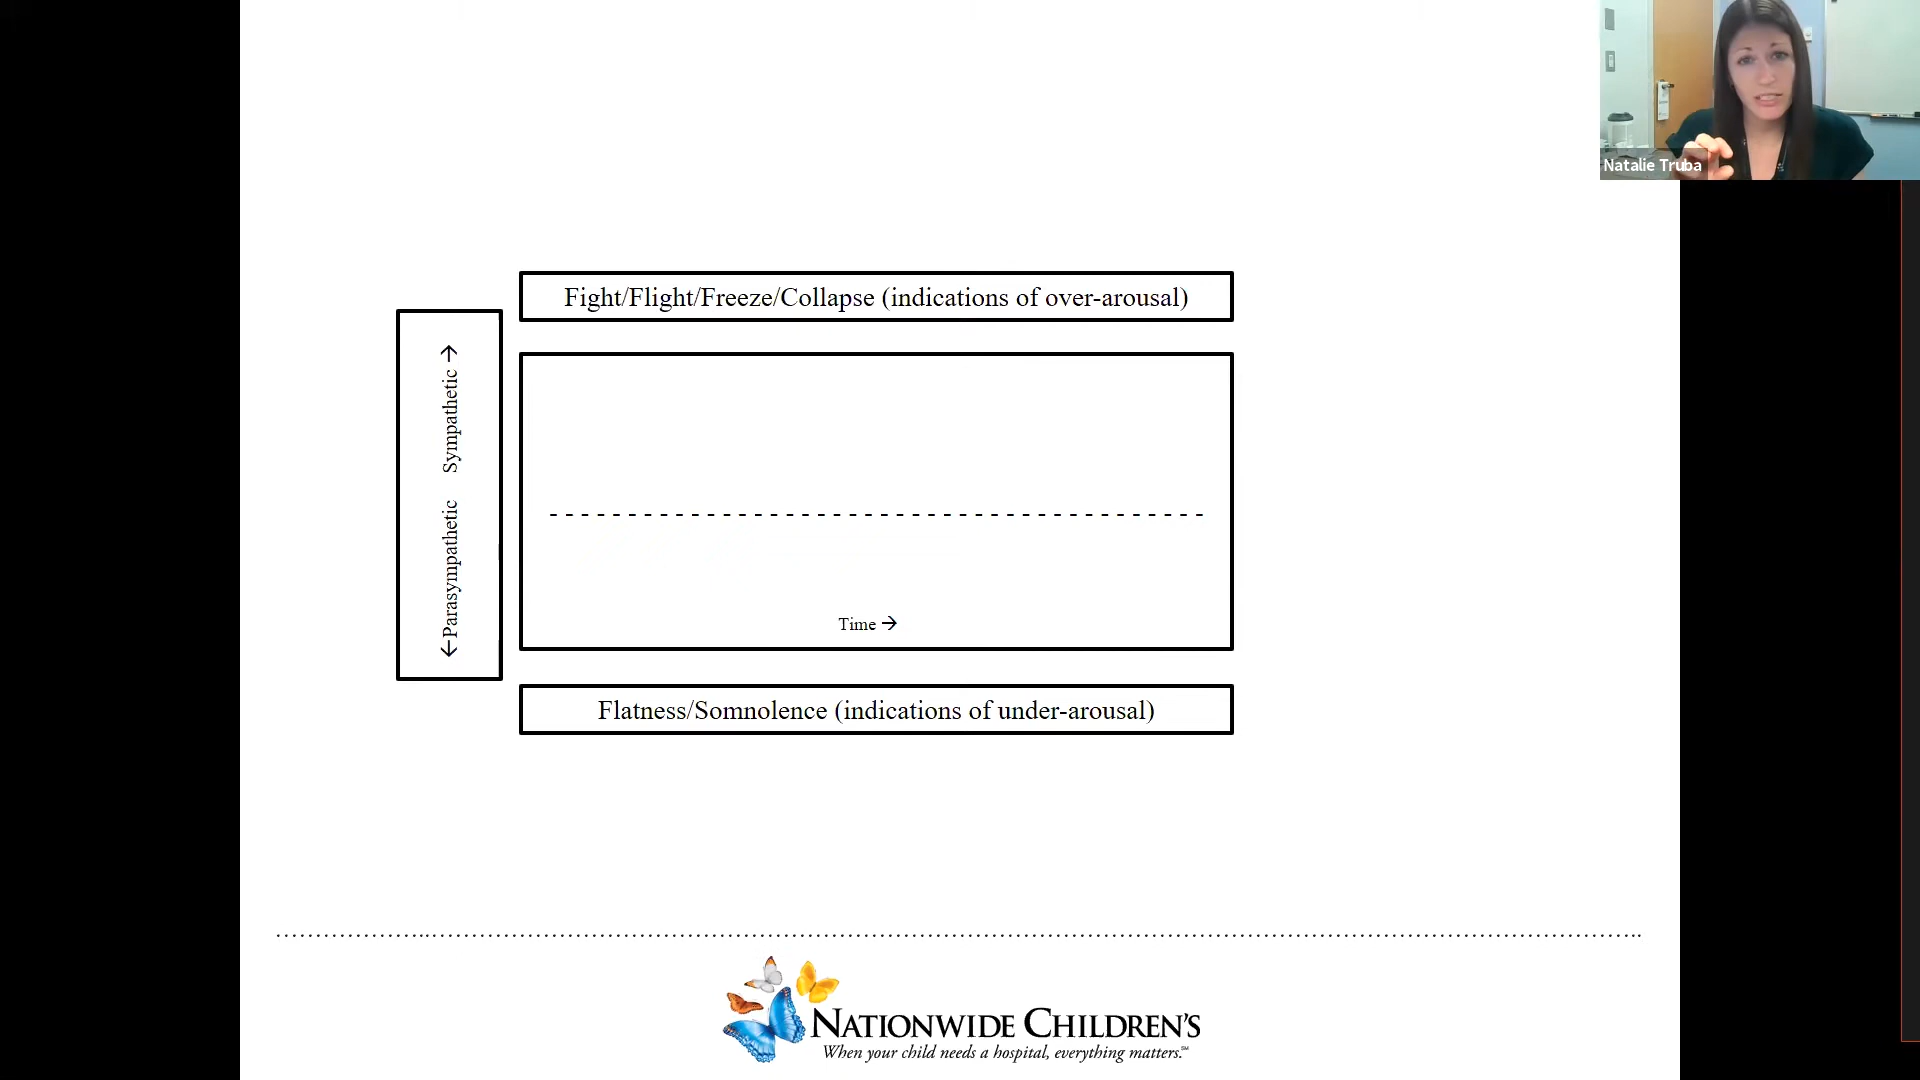 Natalie Truba
Fight/Flight/Freeze/Collapse (indications of over-arousal)
←Parasympathetic Sympathetic→
Time→
Flatness/Somnolence (indications of under-arousal)
NATIONWIDE CHILDREN'S
When your child needs a hospital, everything matters.℠